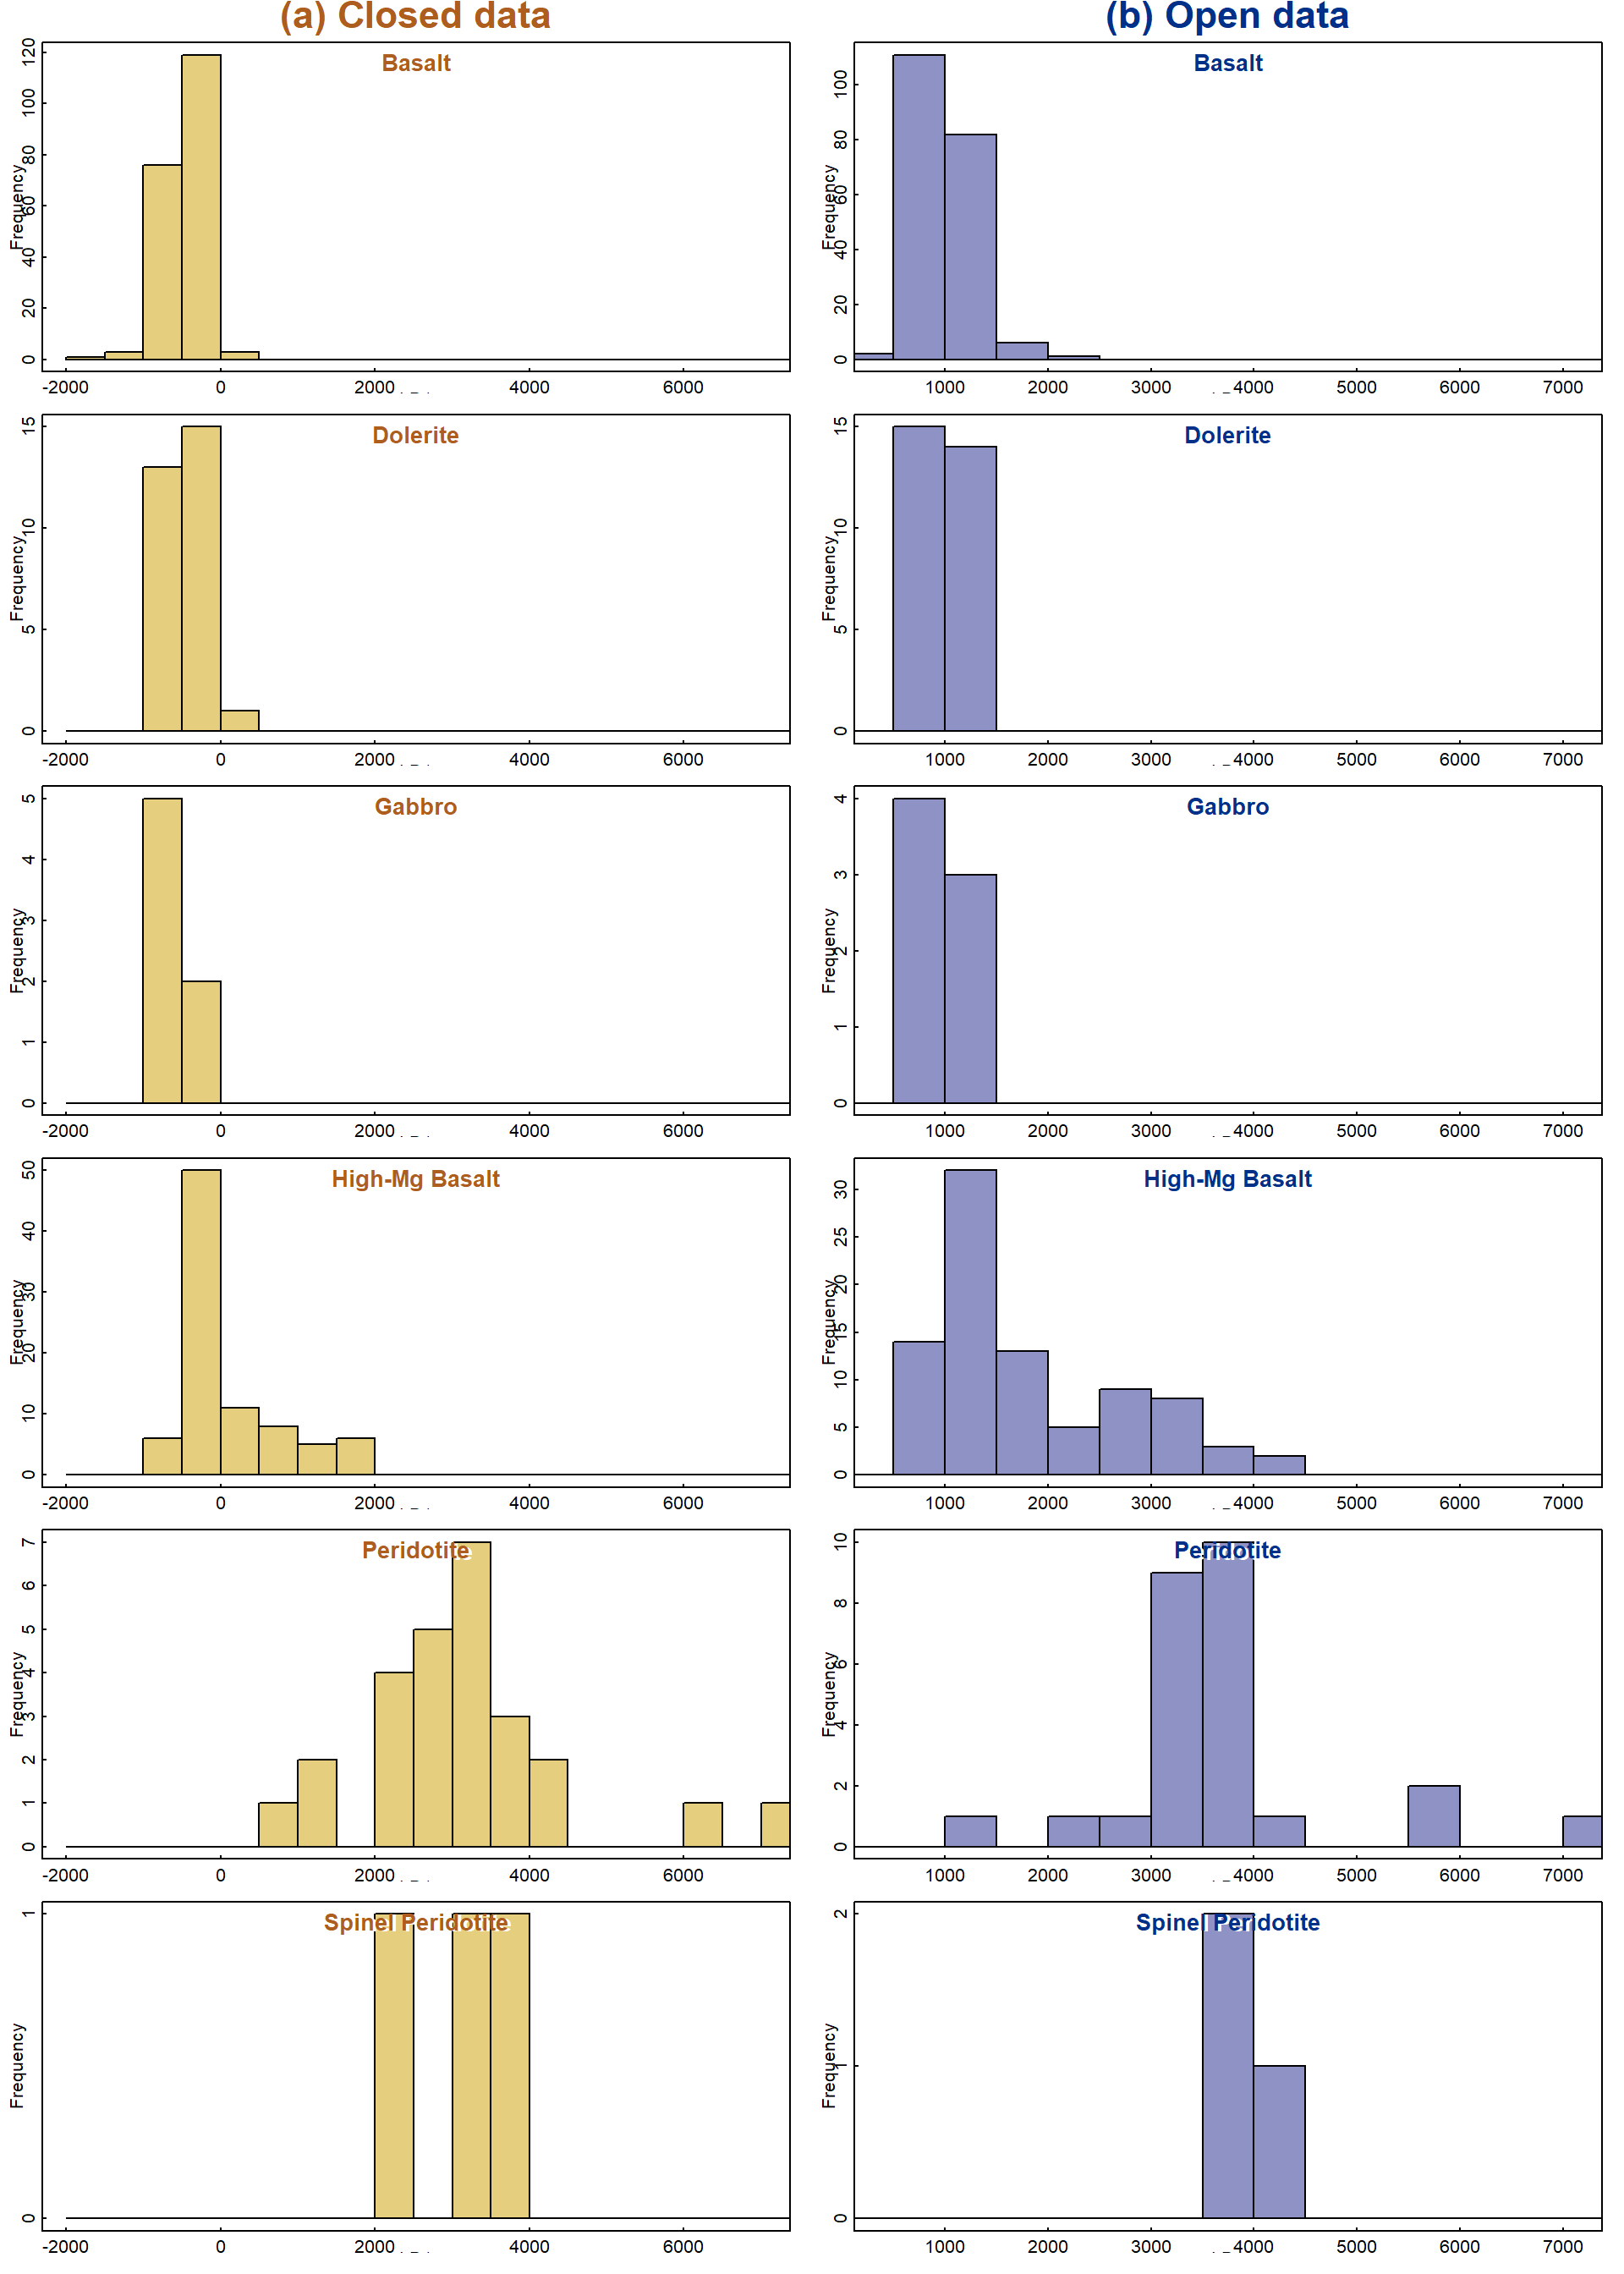 (a) Closed data
(b) Open data
Basalt
Frequency
0 20 40 60 80 100 120
-2000 0 2000 4000 6000
Basalt
Frequency
0 20 40 60 80 100
1000 2000 3000 4000 5000 6000 7000
Dolerite
Frequency
0 5 10 15
-2000 0 2000 4000 6000
Dolerite
Frequency
0 5 10 15
1000 2000 3000 4000 5000 6000 7000
Gabbro
Frequency
0 1 2 3 4 5
-2000 0 2000 4000 6000
Gabbro
Frequency
0 1 2 3 4
1000 2000 3000 4000 5000 6000 7000
High-Mg Basalt
Frequency
0 10 20 30 40 50
-2000 0 2000 4000 6000
High-Mg Basalt
Frequency
0 5 10 15 20 25 30
1000 2000 3000 4000 5000 6000 7000
Peridotite
Frequency
0 1 2 3 4 5 6 7
-2000 0 2000 4000 6000
Peridotite
Frequency
0 2 4 6 8 10
1000 2000 3000 4000 5000 6000 7000
Spinel Peridotite
Frequency
0 1
-2000 0 2000 4000 6000
Spinel Peridotite
Frequency
0 1 2
1000 2000 3000 4000 5000 6000 7000